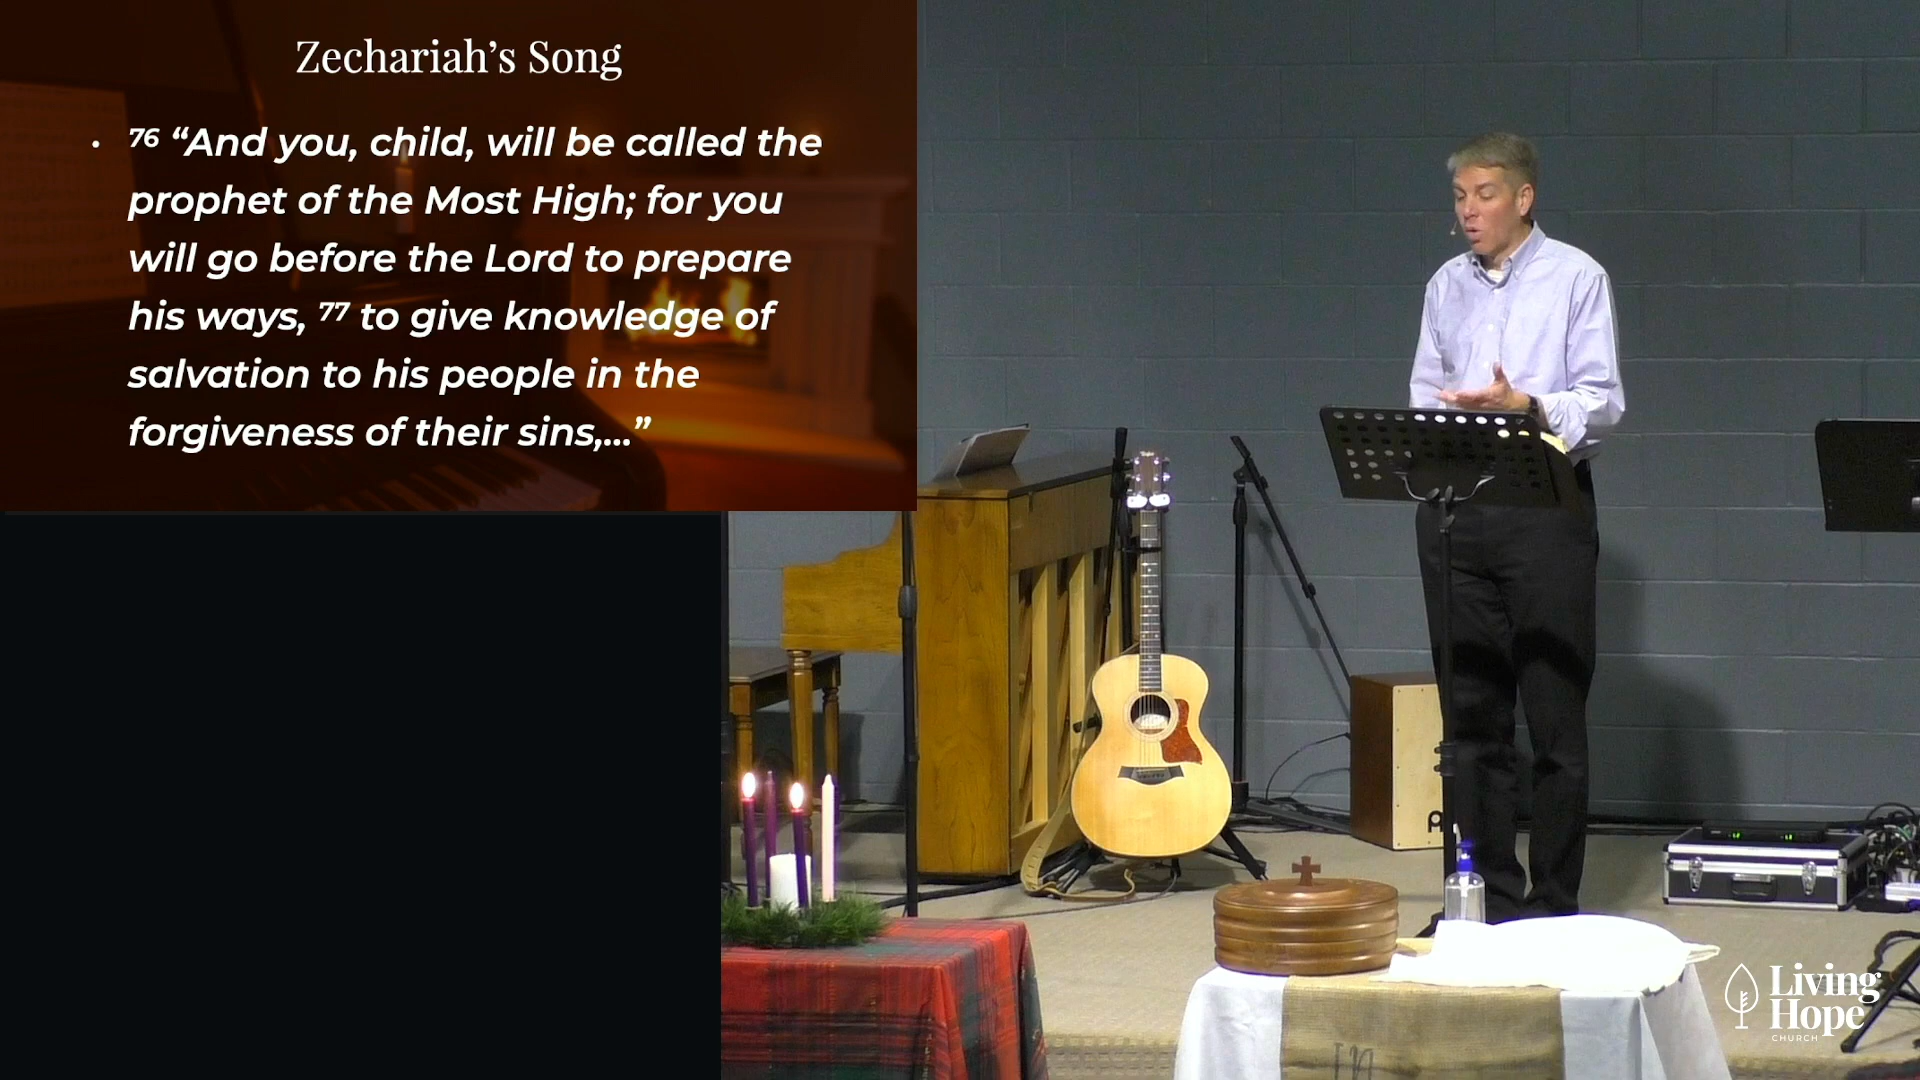 Zechariah’s Song
• ⁷⁶ “And you, child, will be called the
prophet of the Most High; for you
will go before the Lord to prepare
his ways, ⁷⁷ to give knowledge of
salvation to his people in the
forgiveness of their sins,...”
Living
Hope
CHURCH